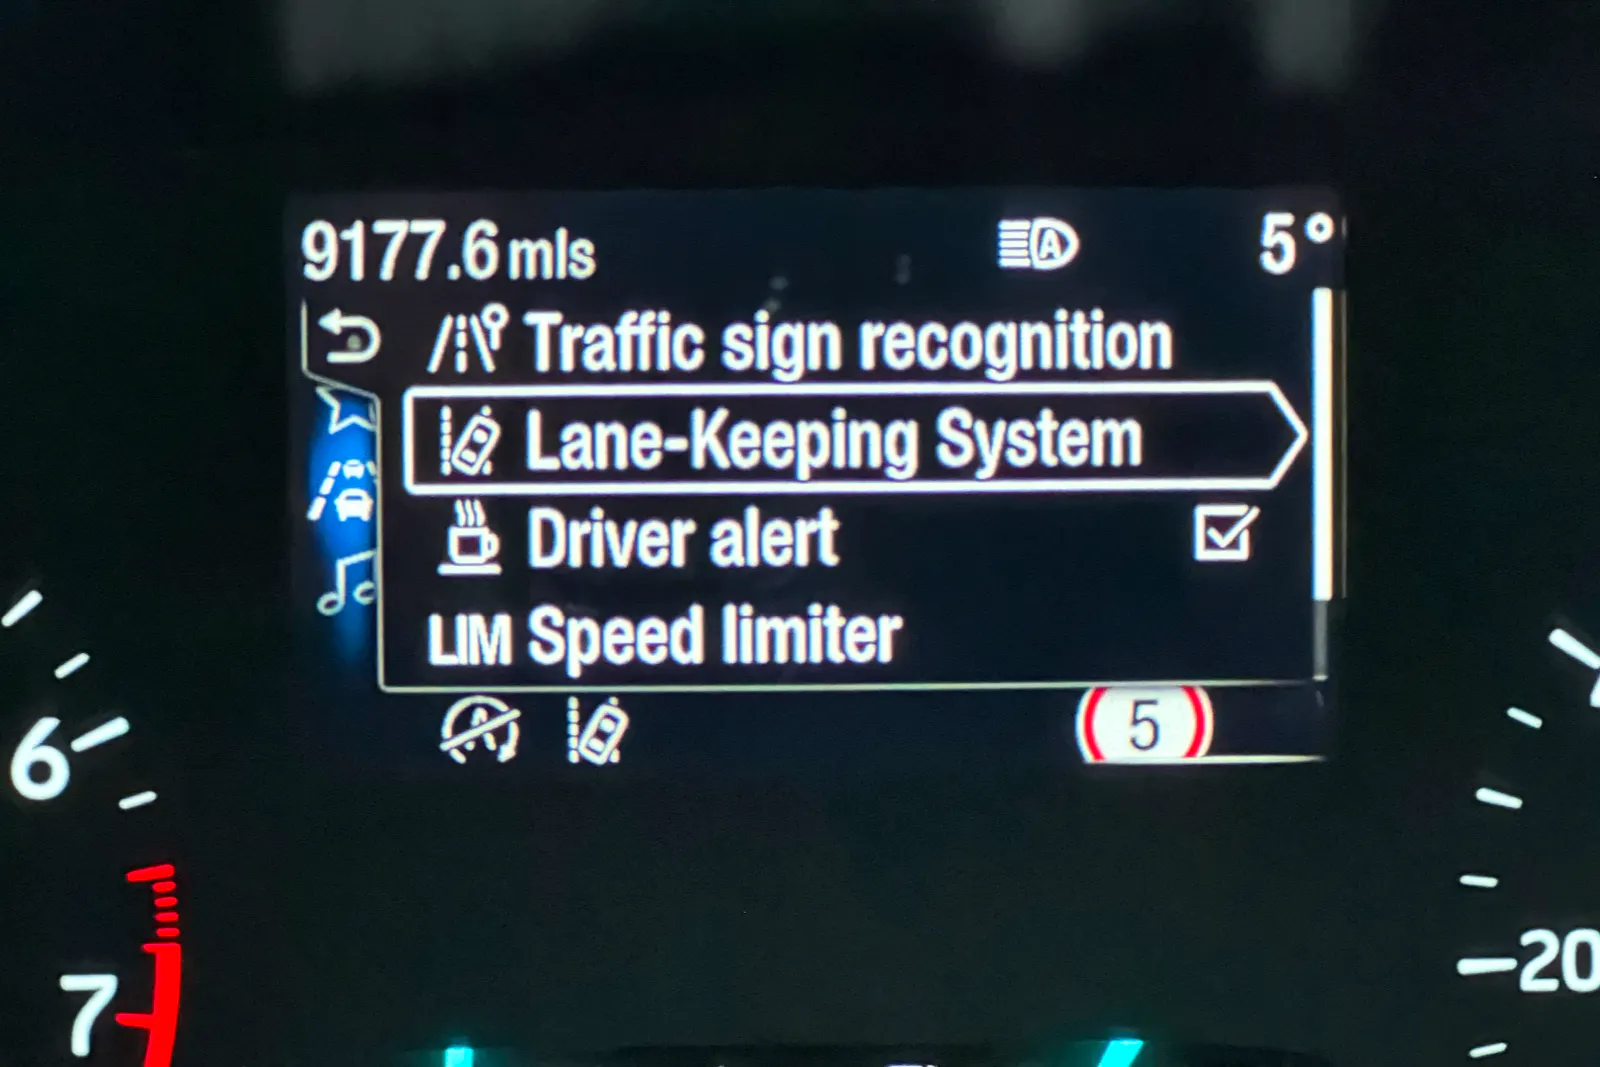 9177.6 mls A 5°
Traffic sign recognition
Lane-Keeping System
Driver alert
LIM Speed limiter
A 5
6
7
20